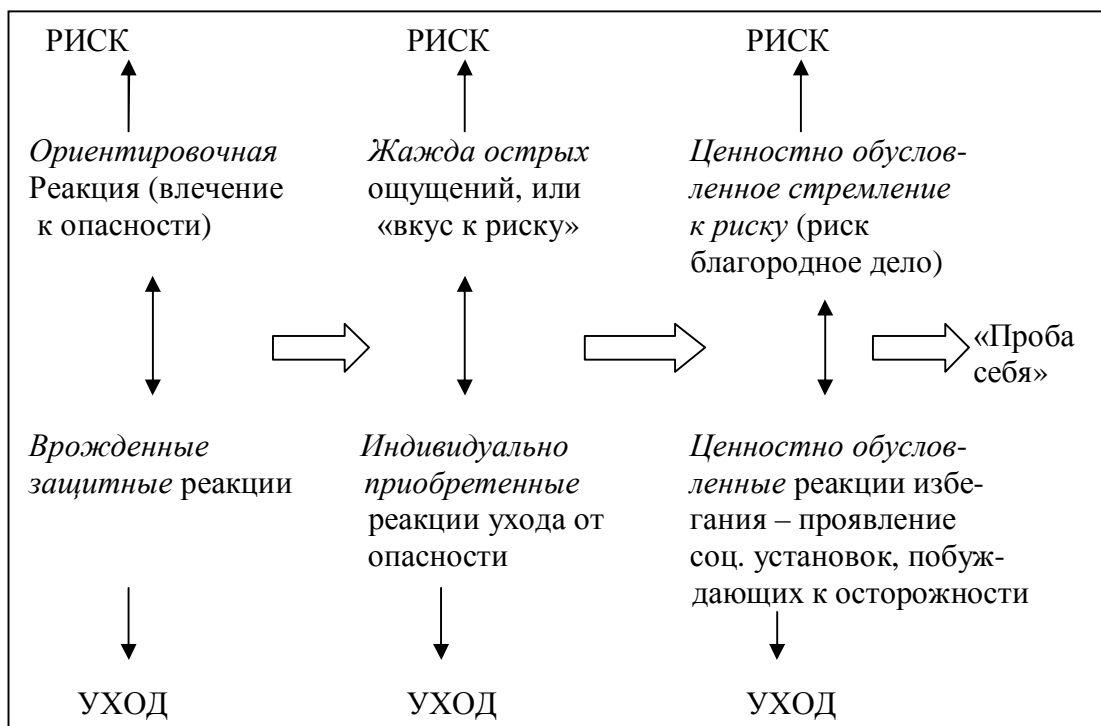 РИСК
РИСК
РИСК
Ориентировочная
Реакция (влечение
к опасности)
Жажда острых
ощущений, или
«вкус к риску»
Ценностно обуслов-
ленное стремление
к риску (риск
благородное дело)
«Проба
себя»
Врожденные
защитные реакции
Индивидуально
приобретенные
реакции ухода от
опасности
Ценностно обуслов-
ленные реакции избе-
гания – проявление
соц. установок, побуж-
дающих к осторожности
УХОД
УХОД
УХОД